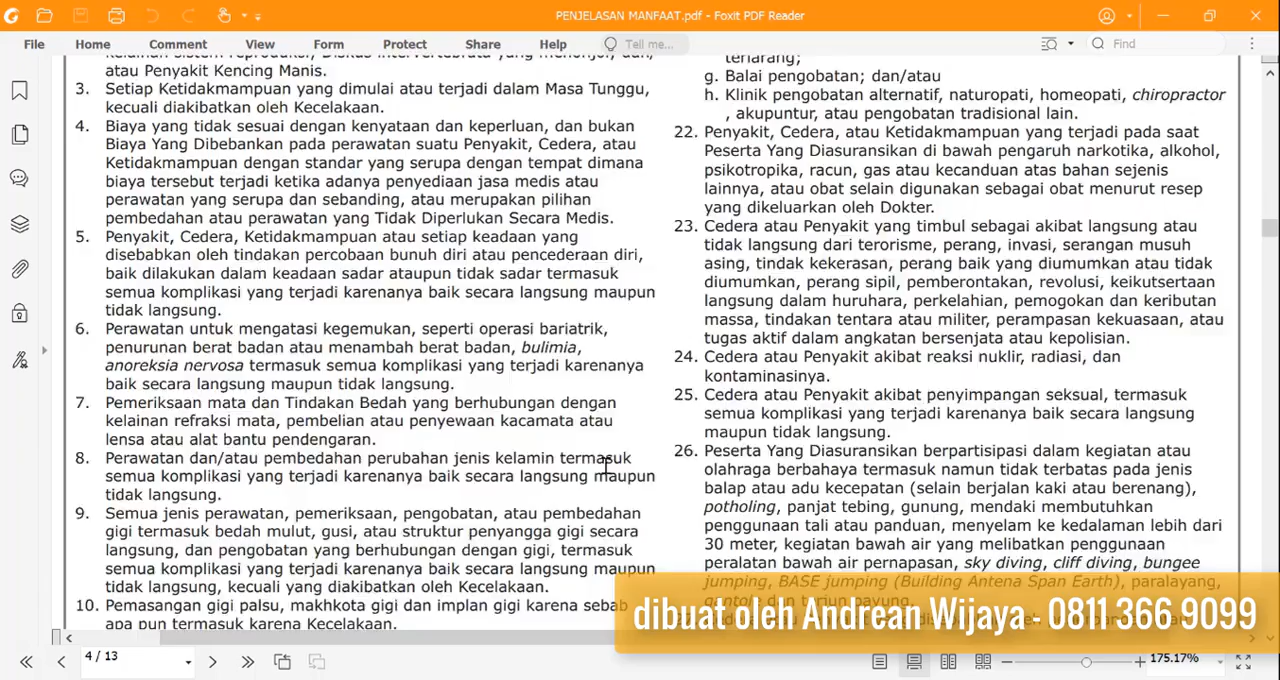 PENJELASAN MANFAAT.pdf - Foxit PDF Reader
File Home Comment View Form Protect Share Help Tell me... Find
atau Penyakit Kencing Manis.
3. Setiap Ketidakmampuan yang dimulai atau terjadi dalam Masa Tunggu,
kecuali diakibatkan oleh Kecelakaan.
4. Biaya yang tidak sesuai dengan kenyataan dan keperluan, dan bukan
Biaya Yang Dibebankan pada perawatan suatu Penyakit, Cedera, atau
Ketidakmampuan dengan standar yang serupa dengan tempat dimana
biaya tersebut terjadi ketika adanya penyediaan jasa medis atau
perawatan yang serupa dan sebanding, atau merupakan pilihan
pembedahan atau perawatan yang Tidak Diperlukan Secara Medis.
5. Penyakit, Cedera, Ketidakmampuan atau setiap keadaan yang
disebabkan oleh tindakan percobaan bunuh diri atau pencederaan diri,
baik dilakukan dalam keadaan sadar ataupun tidak sadar termasuk
semua komplikasi yang terjadi karenanya baik secara langsung maupun
tidak langsung.
6. Perawatan untuk mengatasi kegemukan, seperti operasi bariatrik,
penurunan berat badan atau menambah berat badan, bulimia,
anoreksia nervosa termasuk semua komplikasi yang terjadi karenanya
baik secara langsung maupun tidak langsung.
7. Pemeriksaan mata dan Tindakan Bedah yang berhubungan dengan
kelainan refraksi mata, pembelian atau penyewaan kacamata atau
lensa atau alat bantu pendengaran.
8. Perawatan dan/atau pembedahan perubahan jenis kelamin termasuk
semua komplikasi yang terjadi karenanya baik secara langsung maupun
tidak langsung.
9. Semua jenis perawatan, pemeriksaan, pengobatan, atau pembedahan
gigi termasuk bedah mulut, gusi, atau struktur penyangga gigi secara
langsung, dan pengobatan yang berhubungan dengan gigi, termasuk
semua komplikasi yang terjadi karenanya baik secara langsung maupun
tidak langsung, kecuali yang diakibatkan oleh Kecelakaan.
10. Pemasangan gigi palsu, makhkota gigi dan implan gigi karena sebab
apa pun termasuk karena Kecelakaan.
terlarang;
g. Balai pengobatan; dan/atau
h. Klinik pengobatan alternatif, naturopati, homeopati, chiropractor
, akupuntur, atau pengobatan tradisional lain.
22. Penyakit, Cedera, atau Ketidakmampuan yang terjadi pada saat
Peserta Yang Diasuransikan di bawah pengaruh narkotika, alkohol,
psikotropika, racun, gas atau kecanduan atas bahan sejenis
lainnya, atau obat selain digunakan sebagai obat menurut resep
yang dikeluarkan oleh Dokter.
23. Cedera atau Penyakit yang timbul sebagai akibat langsung atau
tidak langsung dari terorisme, perang, invasi, serangan musuh
asing, tindak kekerasan, perang baik yang diumumkan atau tidak
diumumkan, perang sipil, pemberontakan, revolusi, keikutsertaan
langsung dalam huruhara, perkelahian, pemogokan dan keributan
massa, tindakan tentara atau militer, perampasan kekuasaan, atau
tugas aktif dalam angkatan bersenjata atau kepolisian.
24. Cedera atau Penyakit akibat reaksi nuklir, radiasi, dan
kontaminasinya.
25. Cedera atau Penyakit akibat penyimpangan seksual, termasuk
semua komplikasi yang terjadi karenanya baik secara langsung
maupun tidak langsung.
26. Peserta Yang Diasuransikan berpartisipasi dalam kegiatan atau
olahraga berbahaya termasuk namun tidak terbatas pada jenis
balap atau adu kecepatan (selain berjalan kaki atau berenang),
potholing, panjat tebing, gunung, mendaki membutuhkan
penggunaan tali atau panduan, menyelam ke kedalaman lebih dari
30 meter, kegiatan bawah air yang melibatkan penggunaan
peralatan bawah air pernapasan, sky diving, cliff diving, bungee
jumping, BASE jumping (Building Antena Span Earth), paralayang,
gantole dan terjun payung.
dibuat oleh Andrean Wijaya - 0811 366 9099
4 / 13
175.17%